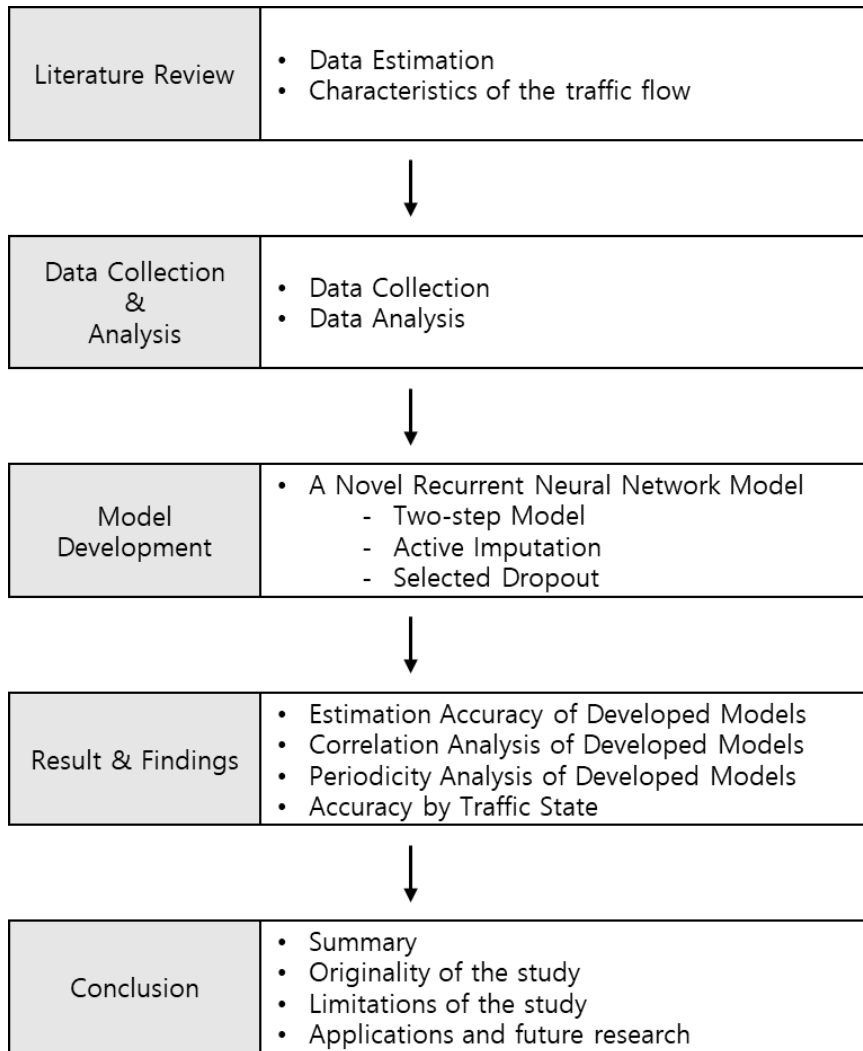 Literature Review
• Data Estimation
• Characteristics of the traffic flow
Data Collection
&
Analysis
• Data Collection
• Data Analysis
Model
Development
• A Novel Recurrent Neural Network Model
- Two-step Model
- Active Imputation
- Selected Dropout
Result & Findings
• Estimation Accuracy of Developed Models
• Correlation Analysis of Developed Models
• Periodicity Analysis of Developed Models
• Accuracy by Traffic State
Conclusion
• Summary
• Originality of the study
• Limitations of the study
• Applications and future research